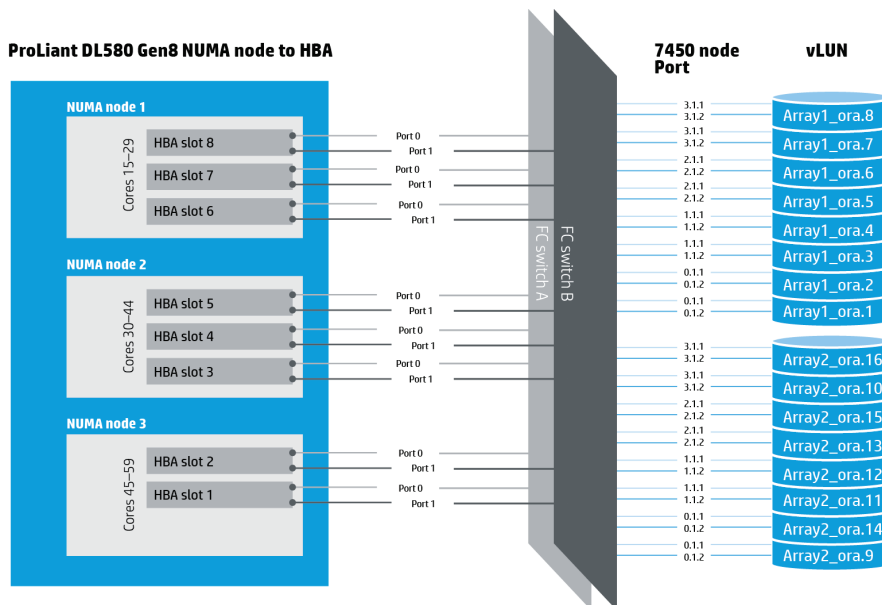 ProLiant DL580 Gen8 NUMA node to HBA
7450 node
Port
vLUN
NUMA node 1
Cores 15–29
HBA slot 8
Port 0
Port 1
HBA slot 7
Port 0
Port 1
HBA slot 6
Port 0
Port 1
NUMA node 2
Cores 30–44
HBA slot 5
Port 0
Port 1
HBA slot 4
Port 0
Port 1
HBA slot 3
Port 0
Port 1
NUMA node 3
Cores 45–59
HBA slot 2
Port 0
Port 1
HBA slot 1
Port 0
Port 1
FC switch A
FC switch B
3.1.1
3.1.2
Array1_ora.8
3.1.1
3.1.2
Array1_ora.7
2.1.1
2.1.2
Array1_ora.6
2.1.1
2.1.2
Array1_ora.5
1.1.1
1.1.2
Array1_ora.4
1.1.1
1.1.2
Array1_ora.3
0.1.1
0.1.2
Array1_ora.2
0.1.1
0.1.2
Array1_ora.1
3.1.1
3.1.2
Array2_ora.16
3.1.1
3.1.2
Array2_ora.10
2.1.1
2.1.2
Array2_ora.15
2.1.1
2.1.2
Array2_ora.13
1.1.1
1.1.2
Array2_ora.12
1.1.1
1.1.2
Array2_ora.11
0.1.1
0.1.2
Array2_ora.14
0.1.1
0.1.2
Array2_ora.9